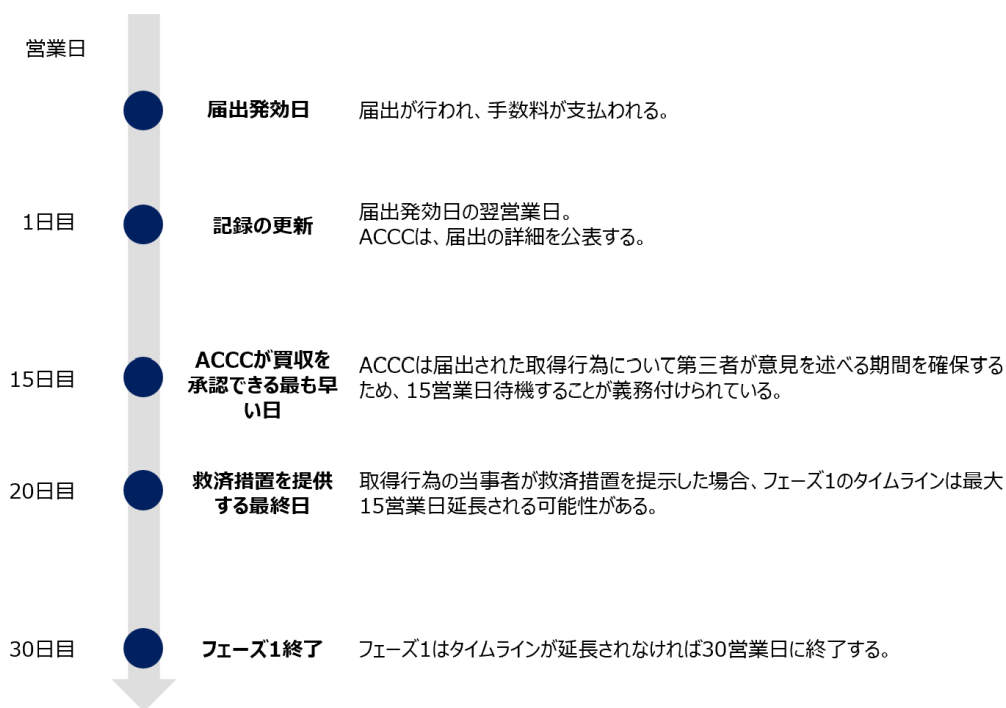 営業日
届出発効日
届出が行われ、手数料が支払われる。
1日目
記録の更新
届出発効日の翌営業日。
ACCCは、届出の詳細を公表する。
15日目
ACCCが買収を
承認できる最も早
い日
ACCCは届出された取得行為について第三者が意見を述べる期間を確保する
ため、15営業日待機することが義務付けられている。
20日目
救済措置を提供
する最終日
取得行為の当事者が救済措置を提示した場合、フェーズ1のタイムラインは最大
15営業日延長される可能性がある。
30日目
フェーズ1終了
フェーズ1はタイムラインが延長されなければ30営業日に終了する。